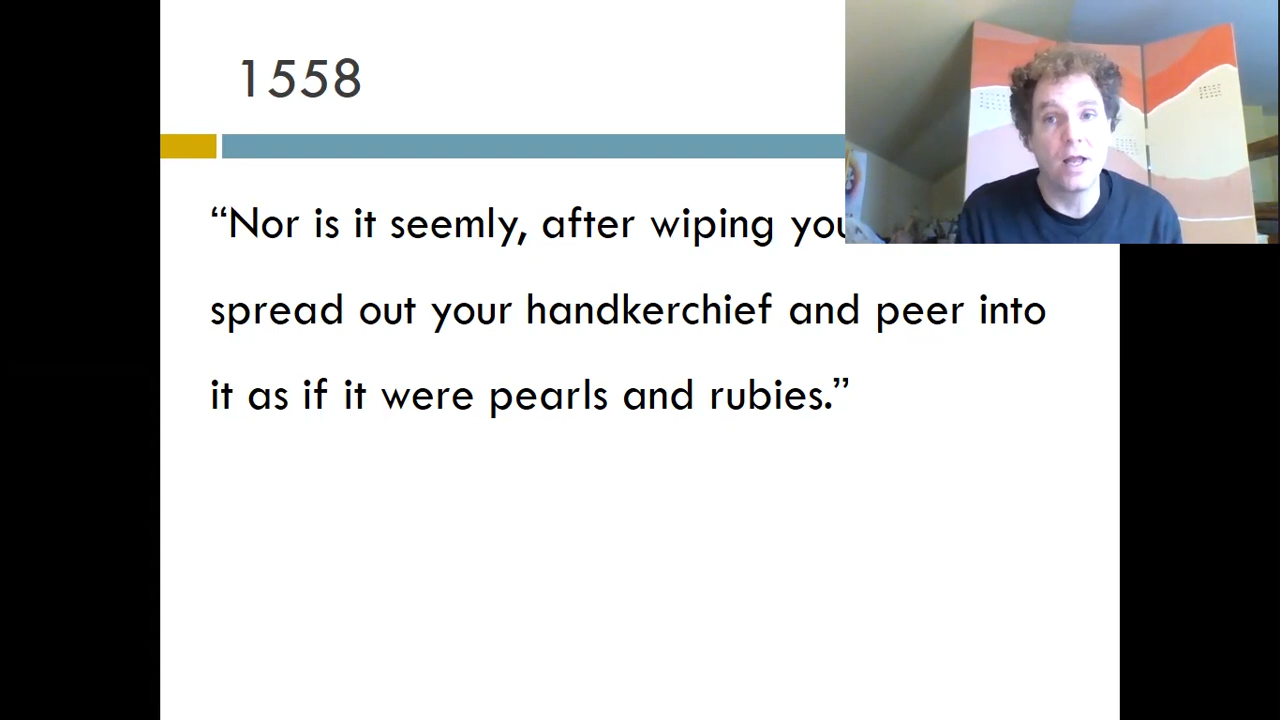 1558
“Nor is it seemly, after wiping
spread out your handkerchief and peer into
it as if it were pearls and rubies.”